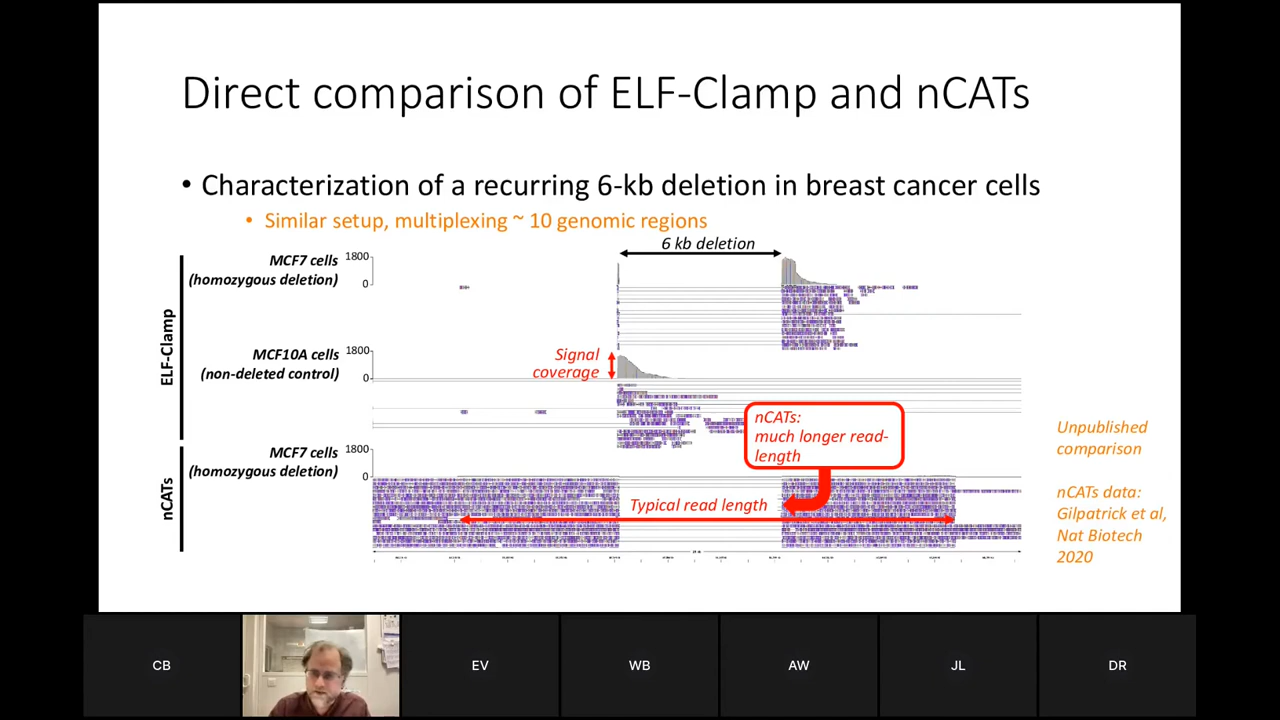 Direct comparison of ELF-Clamp and nCATs
• Characterization of a recurring 6-kb deletion in breast cancer cells
• Similar setup, multiplexing ~ 10 genomic regions
6 kb deletion
MCF7 cells
(homozygous deletion)
1800
0
ELF-Clamp
MCF10A cells
(non-deleted control)
1800
0
Signal
coverage
nCATs:
much longer read-
length
nCATs
MCF7 cells
(homozygous deletion)
1800
0
Typical read length
Unpublished
comparison
nCATs data:
Gilpatrick et al,
Nat Biotech
2020
CB
EV
WB
AW
JL
DR